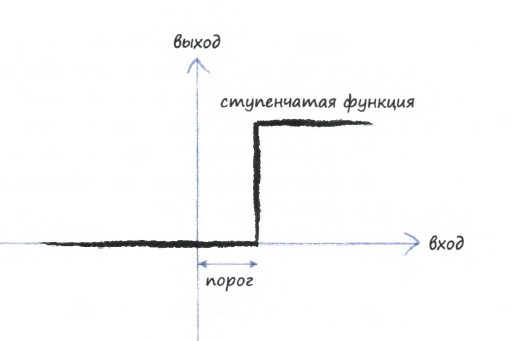 выход
ступенчатая функция
вход
порог